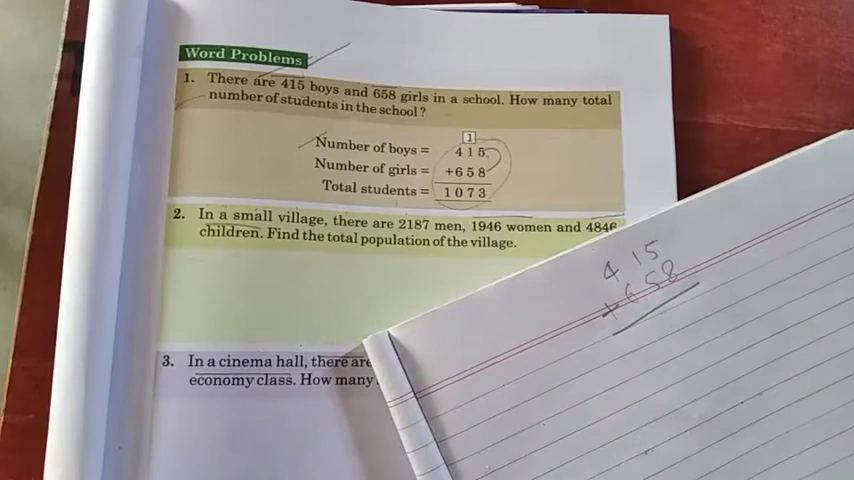 Word Problems
1. There are 415 boys and 658 girls in a school. How many total
number of students in the school?
1
Number of boys = 415
Number of girls = +658
Total students = 1073
2. In a small village, there are 2187 men, 1946 women and 4846
children. Find the total population of the village.
3. In a cinema hall, there are
economy class. How many
415
+658